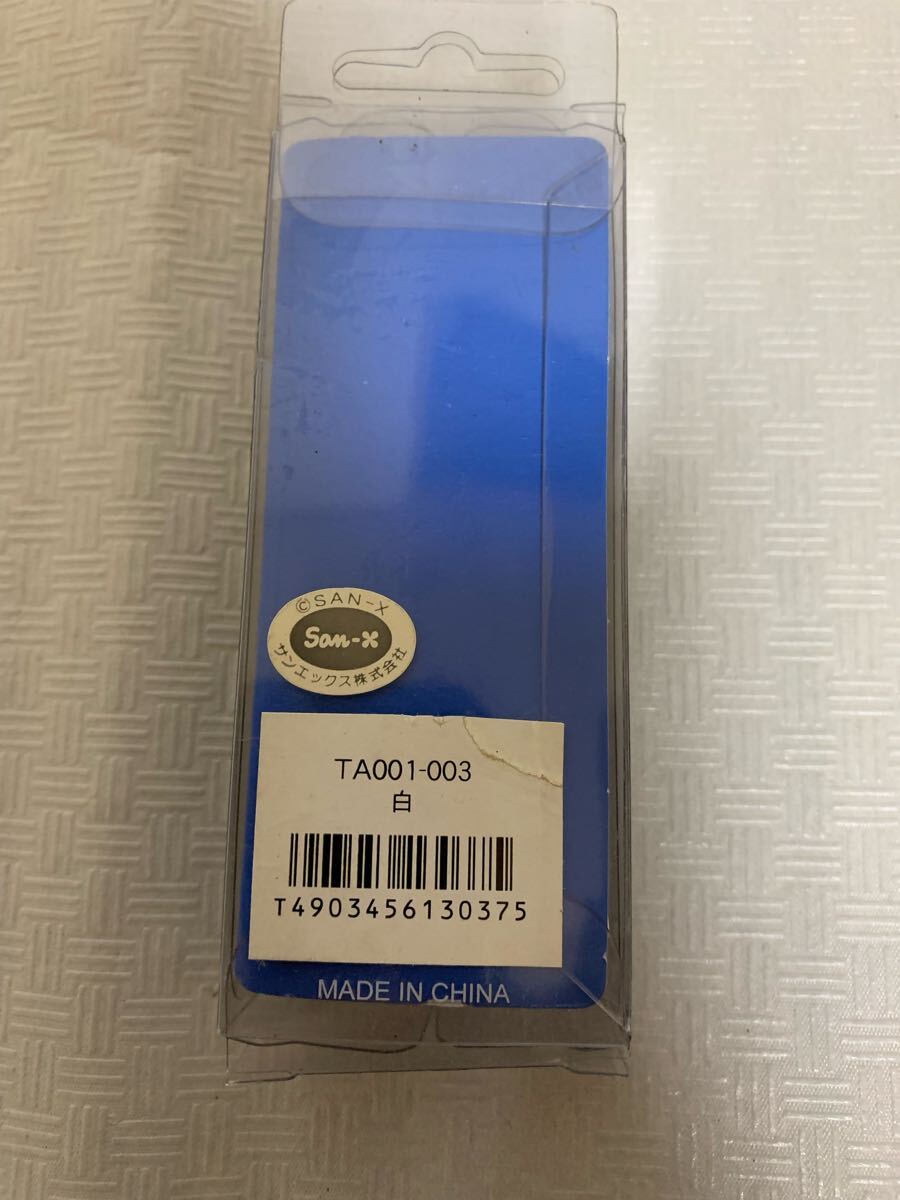 ©SAN-X
San-X
サンエックス株式会社
TA001-003
白
T4903456130375
MADE IN CHINA